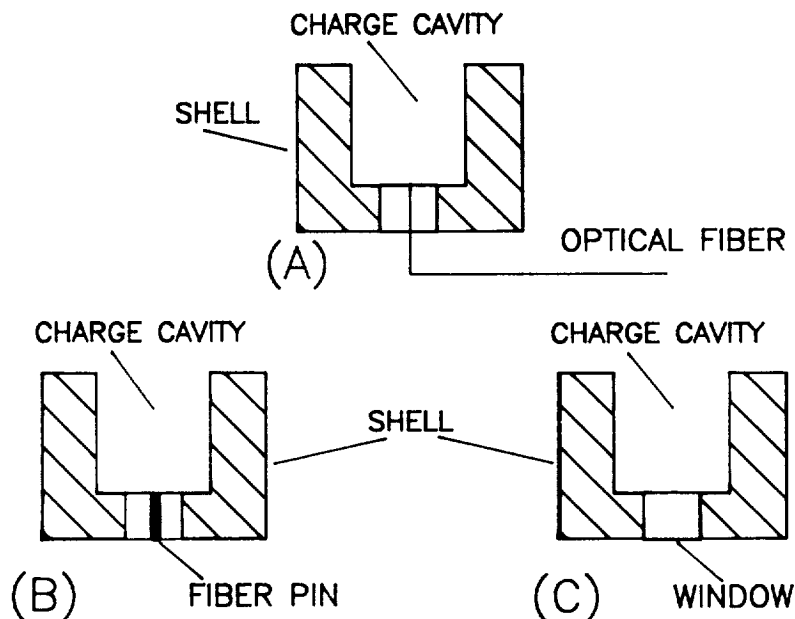 CHARGE CAVITY
SHELL
OPTICAL FIBER
(A)
CHARGE CAVITY
CHARGE CAVITY
SHELL
(B)
FIBER PIN
(C)
WINDOW